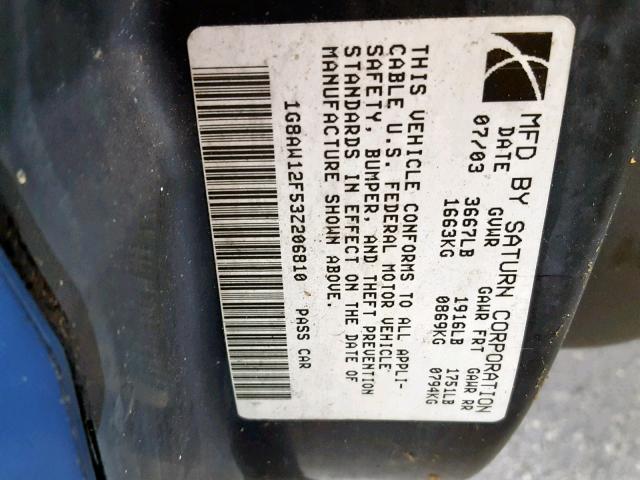 MFD BY SATURN CORPORATION
DATE GVWR GAWR FRT GAWR RR
07/03 3667LB 1916LB 1751LB
1663KG 0869KG 0794KG
THIS VEHICLE CONFORMS TO ALL APPLI-
CABLE U.S. FEDERAL MOTOR VEHICLE
SAFETY, BUMPER, AND THEFT PREVENTION
STANDARDS IN EFFECT ON THE DATE OF
MANUFACTURE SHOWN ABOVE.
1G8AW12F53Z206810 PASS CAR